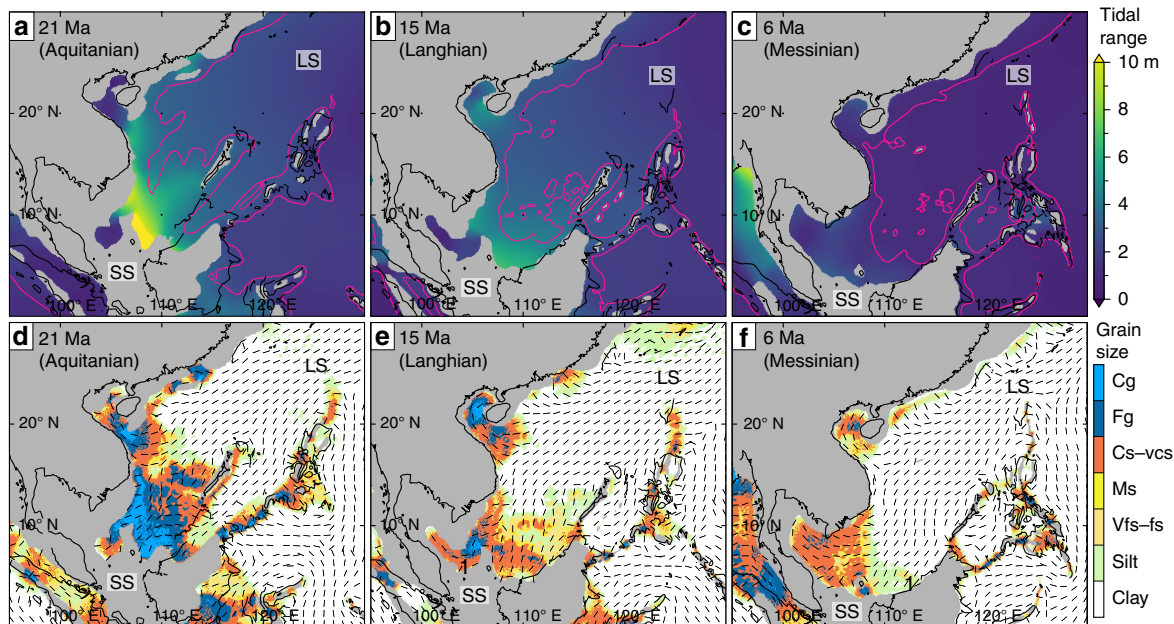 a 21 Ma
(Aquitanian)
LS
20° N
10° N
SS
100° E 110° E 120° E
b 15 Ma
(Langhian)
LS
20° N
10° N
SS
100° E 110° E 120° E
c 6 Ma
(Messinian)
LS
20° N
10° N
SS
100° E 110° E 120° E
Tidal
range
10 m
8
6
4
2
0
d 21 Ma
(Aquitanian)
LS
20° N
10° N
SS
100° E 110° E 120° E
e 15 Ma
(Langhian)
LS
20° N
10° N
1
SS
100° E 110° E 120° E
f 6 Ma
(Messinian)
LS
20° N
10° N
1
SS
100° E 110° E 120° E
Grain
size
Cg
Fg
Cs–vcs
Ms
Vfs–fs
Silt
Clay